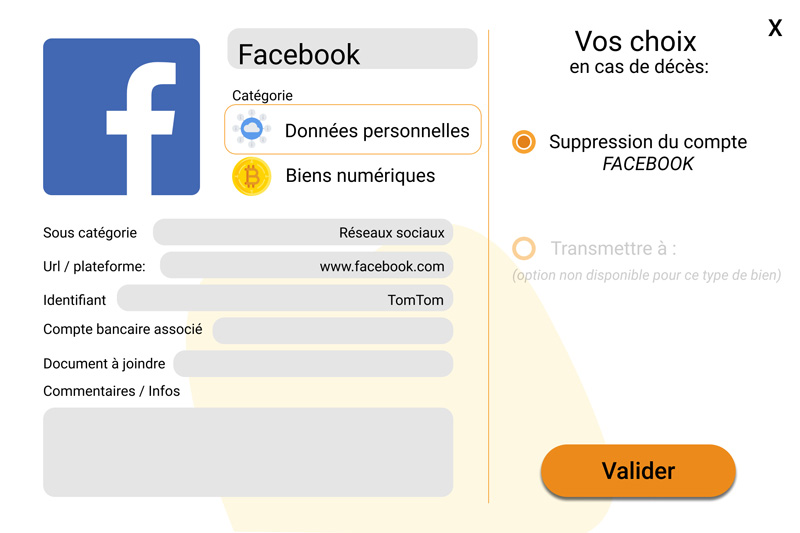 Facebook
Catégorie
Données personnelles
Biens numériques
Sous catégorie Réseaux sociaux
Url / plateforme: www.facebook.com
Identifiant TomTom
Compte bancaire associé
Document à joindre
Commentaires / Infos
X
Vos choix
en cas de décès:
Suppression du compte
FACEBOOK
Transmettre à :
(option non disponible pour ce type de bien)
Valider